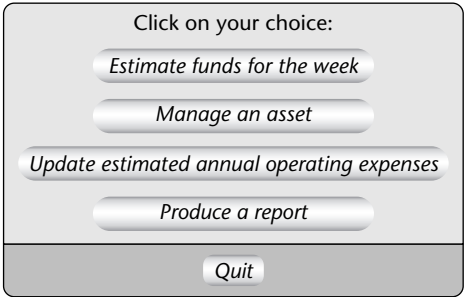 Click on your choice:
Estimate funds for the week
Manage an asset
Update estimated annual operating expenses
Produce a report
Quit